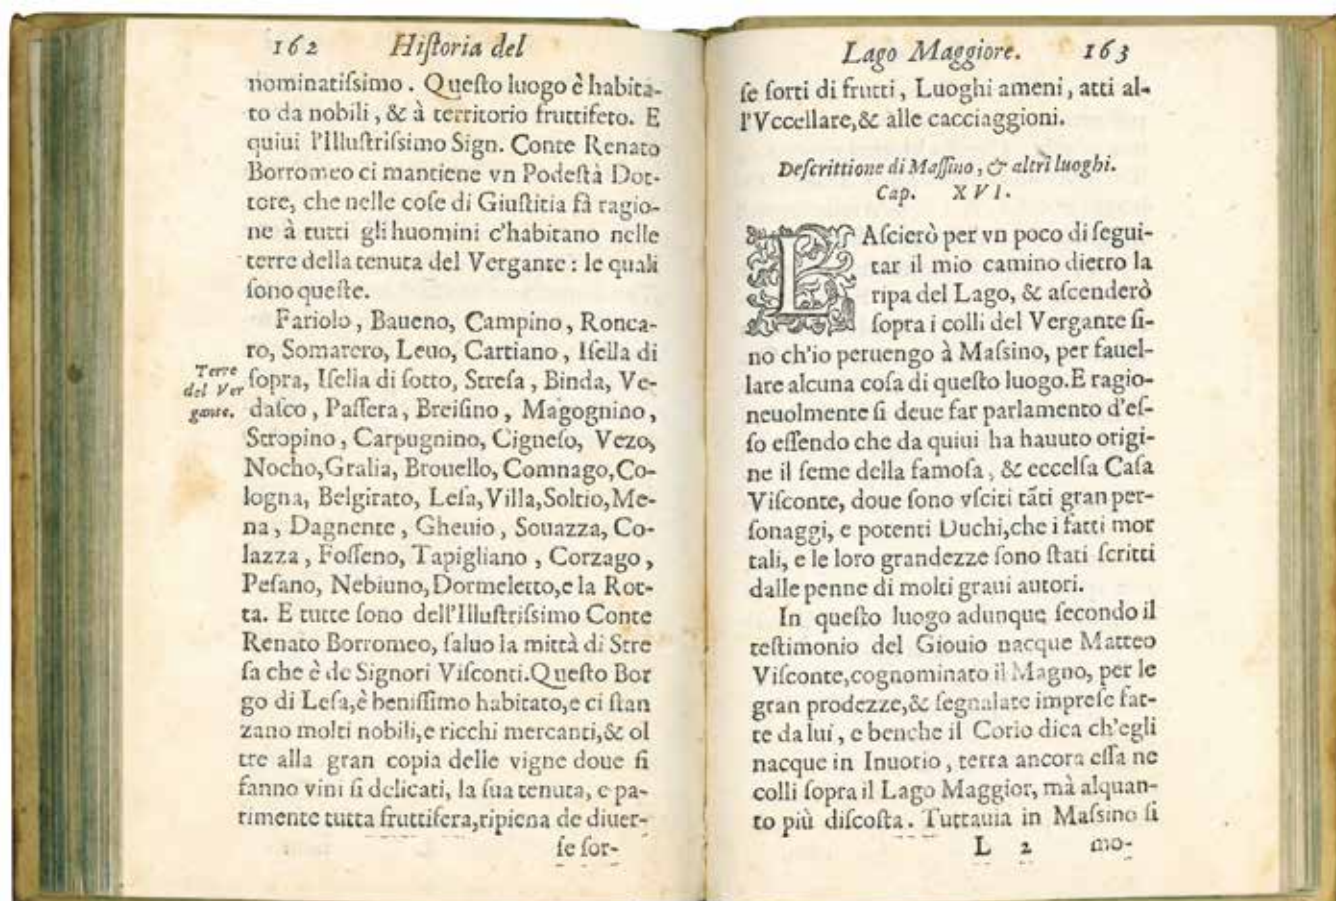 162 Hiſtoria del
nominatiſsimo. Queſto luogo è habita-
to da nobili, & à territorio fruttifero. E
quiui l'Illuſtriſsimo Sign. Conte Renato
Borromeo ci mantiene vn Podeſtà Dot-
tore, che nelle coſe di Giuſtitia fà ragio-
ne à tutti gli huomini c'habitano nelle
terre della tenuta del Vergante: le quali
ſono queſte.
Fariolo, Baueno, Campino, Ronca-
ro, Somarero, Leuo, Cartiano, Iſella di
ſopra, Iſella di ſotto, Streſa, Binda, Ve-
daſco, Paſſera, Breiſino, Magognino,
Stropino, Carpugnino, Cigneſo, Vezo,
Nocho, Gralia, Brouello, Comnago, Co-
logna, Belgirato, Leſa, Villa, Soltio, Me-
na, Dagnente, Gheuio, Souazza, Co-
lazza, Foſſeno, Tapigliano, Corzago,
Peſano, Nebiuno, Dormeletto, e la Rot-
ta. E tutte ſono dell'Illuſtriſsimo Conte
Renato Borromeo, ſaluo la mittà di Stre
ſa che è de Signori Viſconti. Queſto Bor
go di Leſa, è beniſſimo habitato, e ci ſtan
zano molti nobili, e ricchi mercanti, & ol
tre alla gran copia delle vigne doue ſi
fanno vini ſi delicati, la ſua tenuta, e pa-
rimente tutta fruttifera, ripiena de diuer-
ſe ſor-
Terre
del Ver
gante.
Lago Maggiore. 163
ſe ſorti di frutti, Luoghi ameni, atti al-
l'Vccellare, & alle cacciaggioni.
Deſcrittione di Maſſino, & altri luoghi.
Cap. XVI.
LAſcierò per vn poco di ſegui-
tar il mio camino dietro la
ripa del Lago, & aſcenderò
ſopra i colli del Vergante ſi-
no ch'io peruengo à Maſsino, per fauel-
lare alcuna coſa di queſto luogo. E ragio-
neuolmente ſi deue far parlamento d'eſ-
ſo eſſendo che da quiui ha hauuto origi-
ne il ſeme della famoſa, & eccelſa Caſa
Viſconte, doue ſono vſciti tāti gran per-
ſonaggi, e potenti Duchi, che i fatti mor
tali, e le loro grandezze ſono ſtati ſcritti
dalle penne di molti graui autori.
In queſto luogo adunque ſecondo il
teſtimonio del Giouio nacque Matteo
Viſconte, cognominato il Magno, per le
gran prodezze, & ſegnalate impreſe fat-
te da lui, e benche il Corio dica ch'egli
nacque in Inuorio, terra ancora eſſa ne
colli ſopra il Lago Maggior, mà alquan-
to più diſcoſta. Tuttauia in Maſsino ſi
L 2 mo-